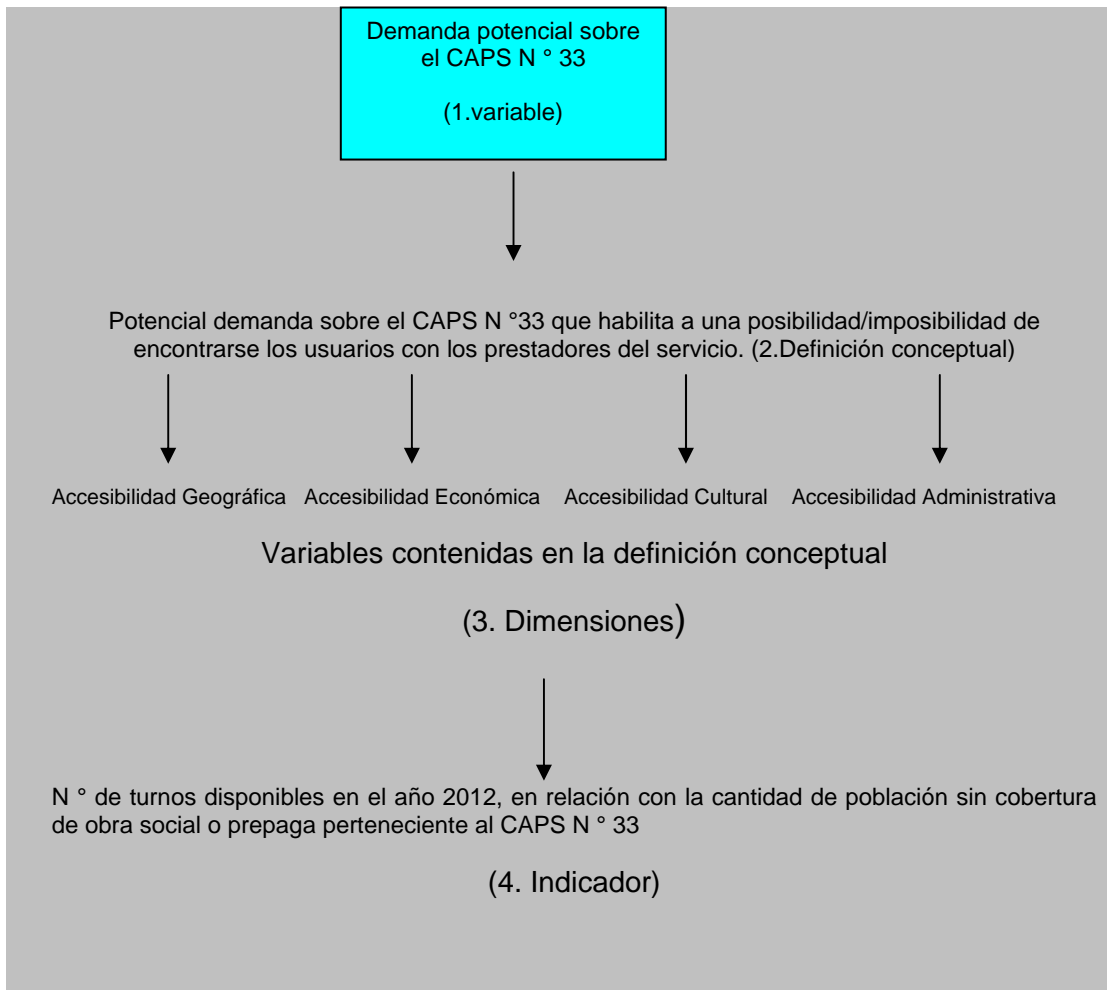 Demanda potencial sobre
el CAPS N ° 33
(1.variable)
Potencial demanda sobre el CAPS N °33 que habilita a una posibilidad/imposibilidad de
encontrarse los usuarios con los prestadores del servicio. (2.Definición conceptual)
Accesibilidad Geográfica Accesibilidad Económica Accesibilidad Cultural Accesibilidad Administrativa
Variables contenidas en la definición conceptual
(3. Dimensiones)
N ° de turnos disponibles en el año 2012, en relación con la cantidad de población sin cobertura
de obra social o prepaga perteneciente al CAPS N ° 33
(4. Indicador)